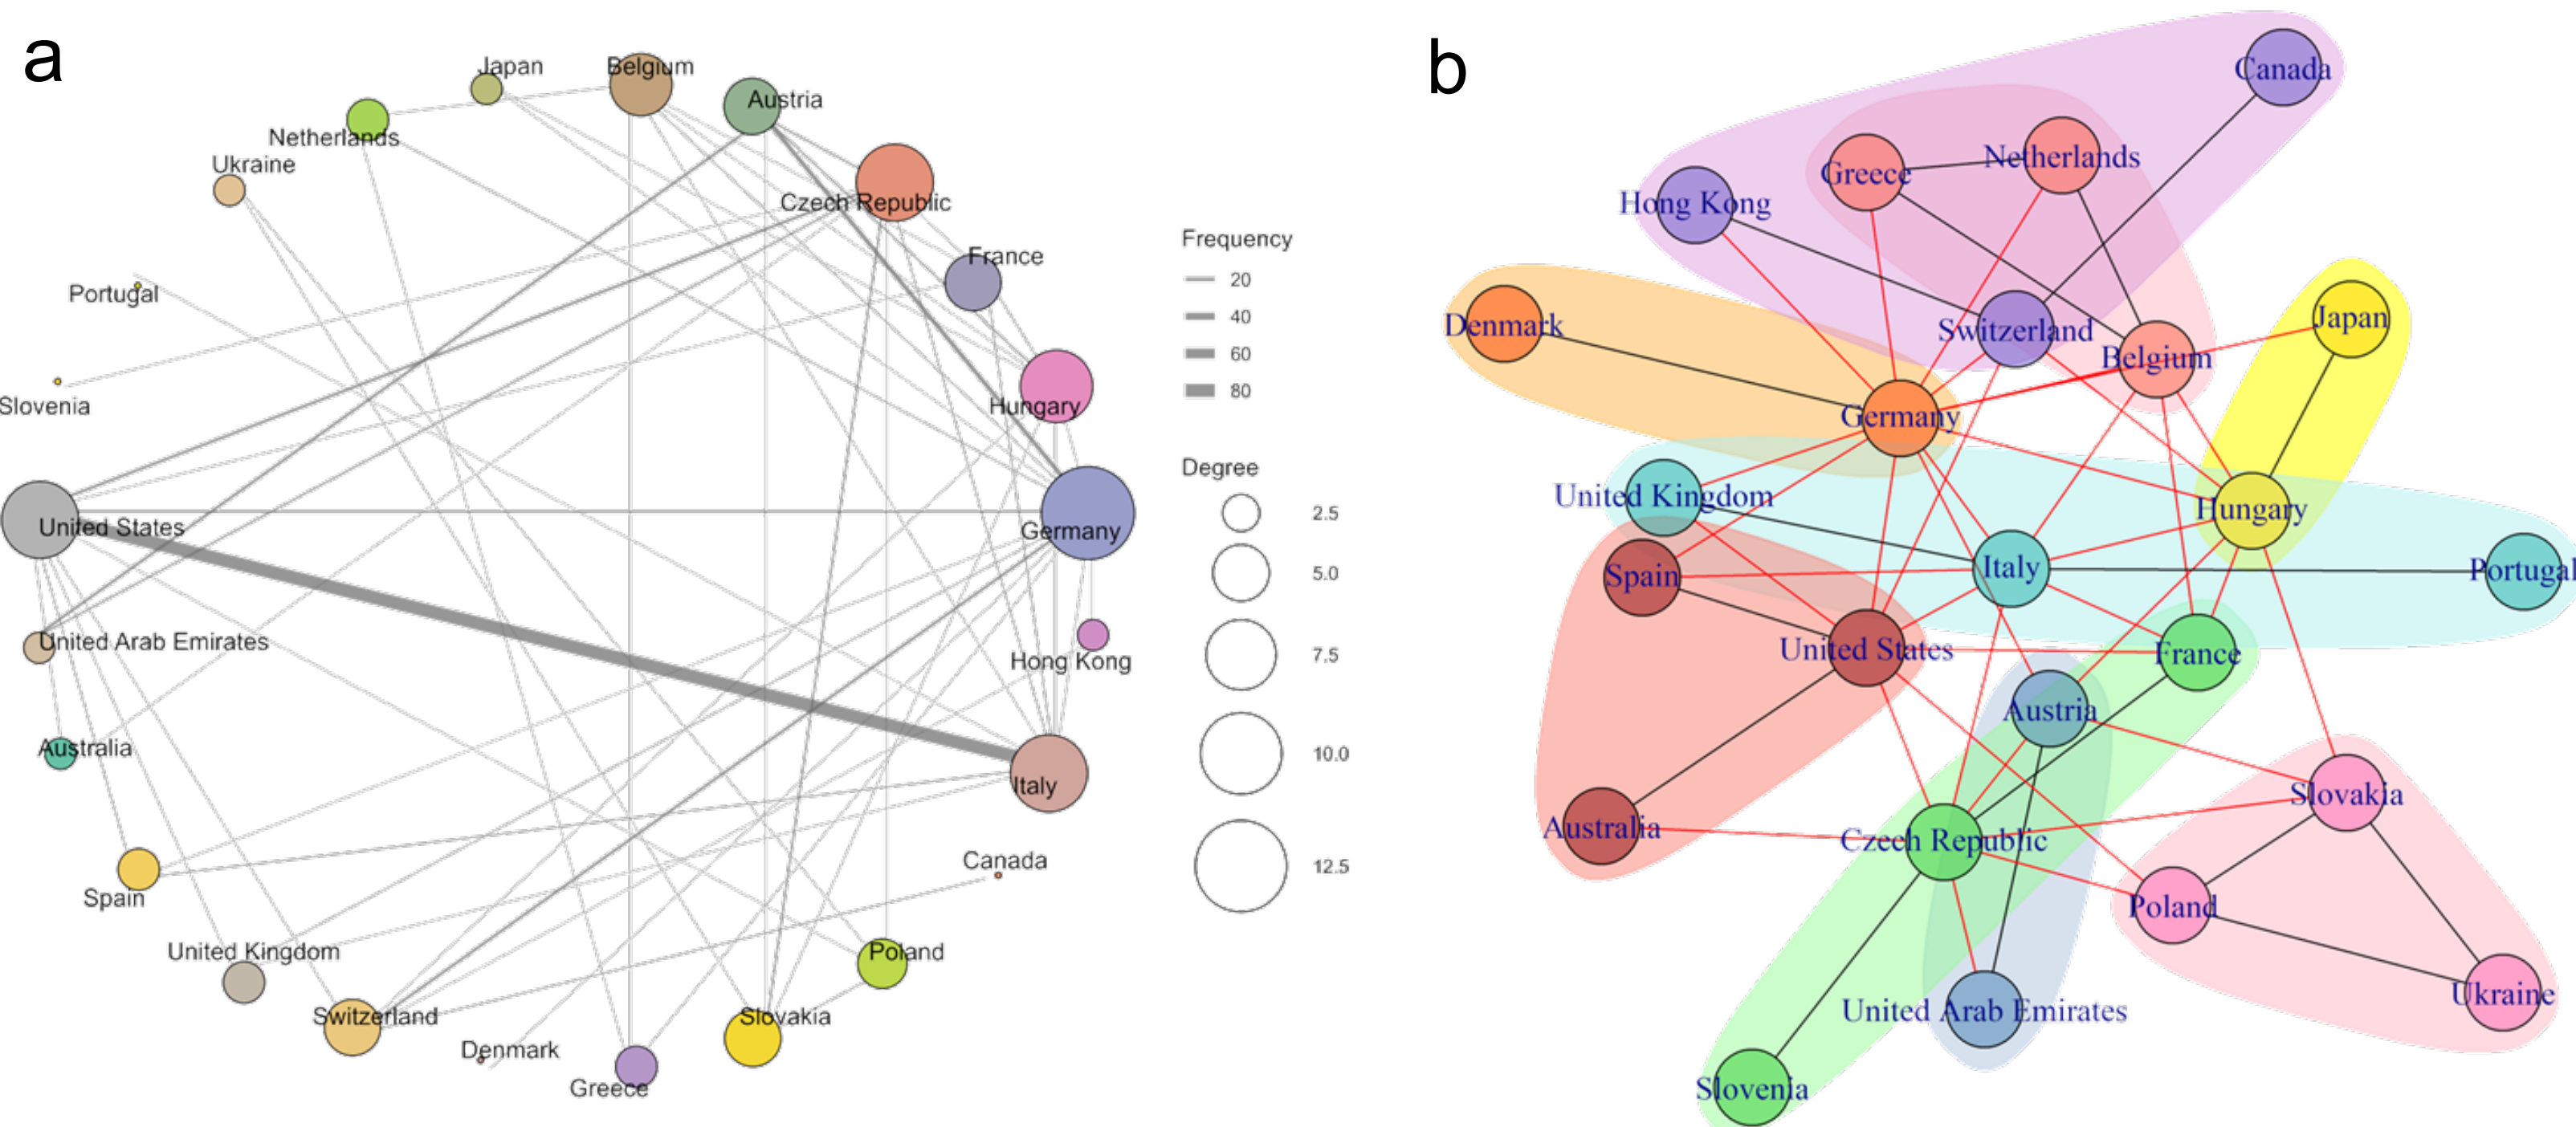 a
Japan
Belgium
Austria
Netherlands
Ukraine
Czech Republic
France
Portugal
Slovenia
Hungary
United States
Germany
United Arab Emirates
Hong Kong
Australia
Italy
Spain
Canada
United Kingdom
Poland
Switzerland
Slovakia
Denmark
Greece
Frequency
20
40
60
80
Degree
2.5
5.0
7.5
10.0
12.5
b
Canada
Netherlands
Greece
Hong Kong
Denmark
Switzerland
Japan
Belgium
Germany
United Kingdom
Hungary
Spain
Italy
Portugal
United States
France
Austria
Slovakia
Australia
Czech Republic
Poland
Ukraine
United Arab Emirates
Slovenia